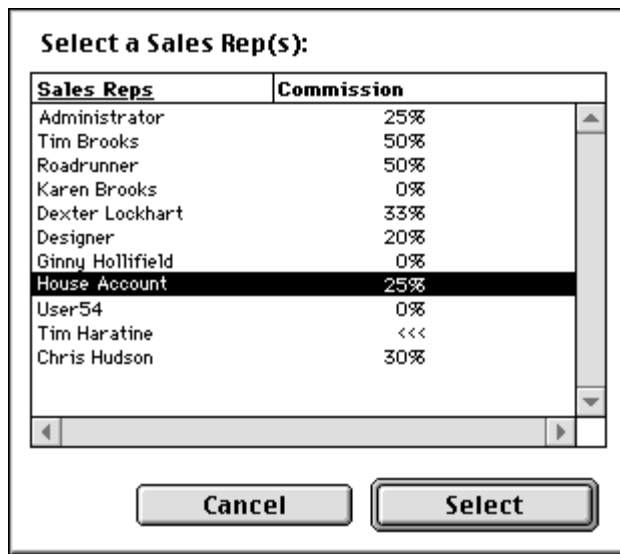 Select a Sales Rep(s):
Sales Reps Commission
Administrator 25%
Tim Brooks 50%
Roadrunner 50%
Karen Brooks 0%
Dexter Lockhart 33%
Designer 20%
Ginny Hollifield 0%
House Account 25%
User54 0%
Tim Haratine <<<
Chris Hudson 30%
Cancel Select